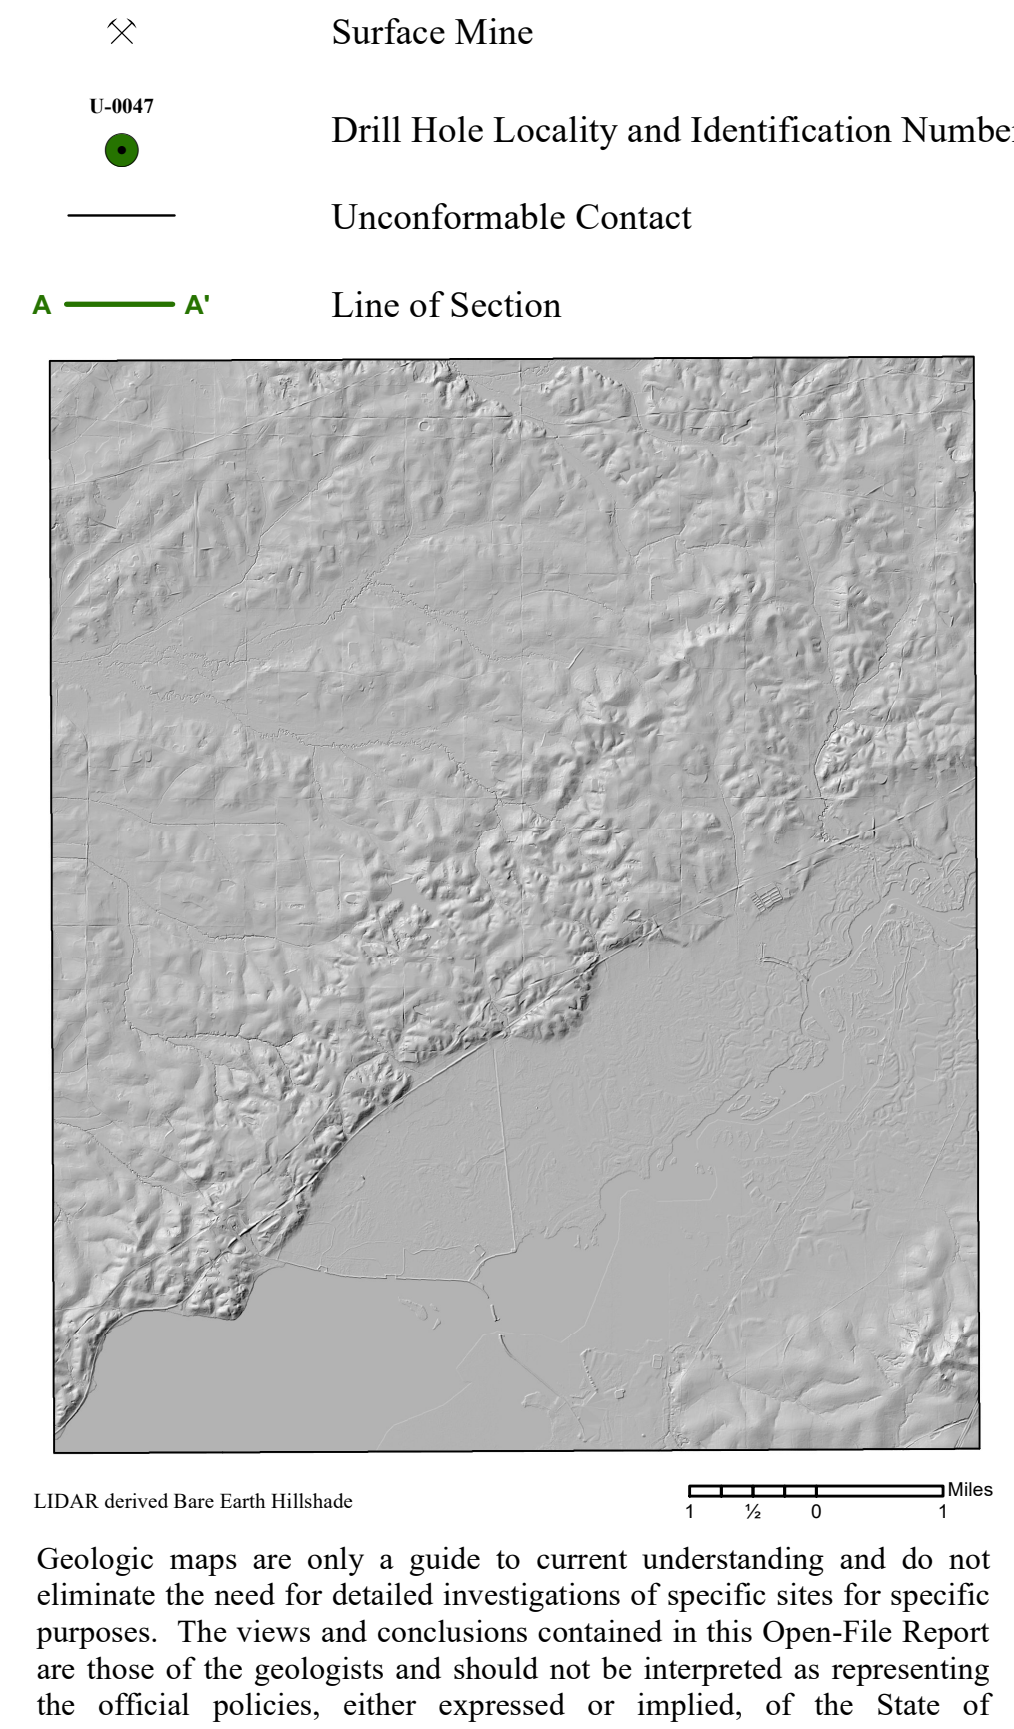 Surface Mine
U-0047
Drill Hole Locality and Identification Numbe
Unconformable Contact
A A' Line of Section
LIDAR derived Bare Earth Hillshade
Miles
1 ½ 0 1
Geologic maps are only a guide to current understanding and do not
eliminate the need for detailed investigations of specific sites for specific
purposes. The views and conclusions contained in this Open-File Report
are those of the geologists and should not be interpreted as representing
the official policies, either expressed or implied, of the State of